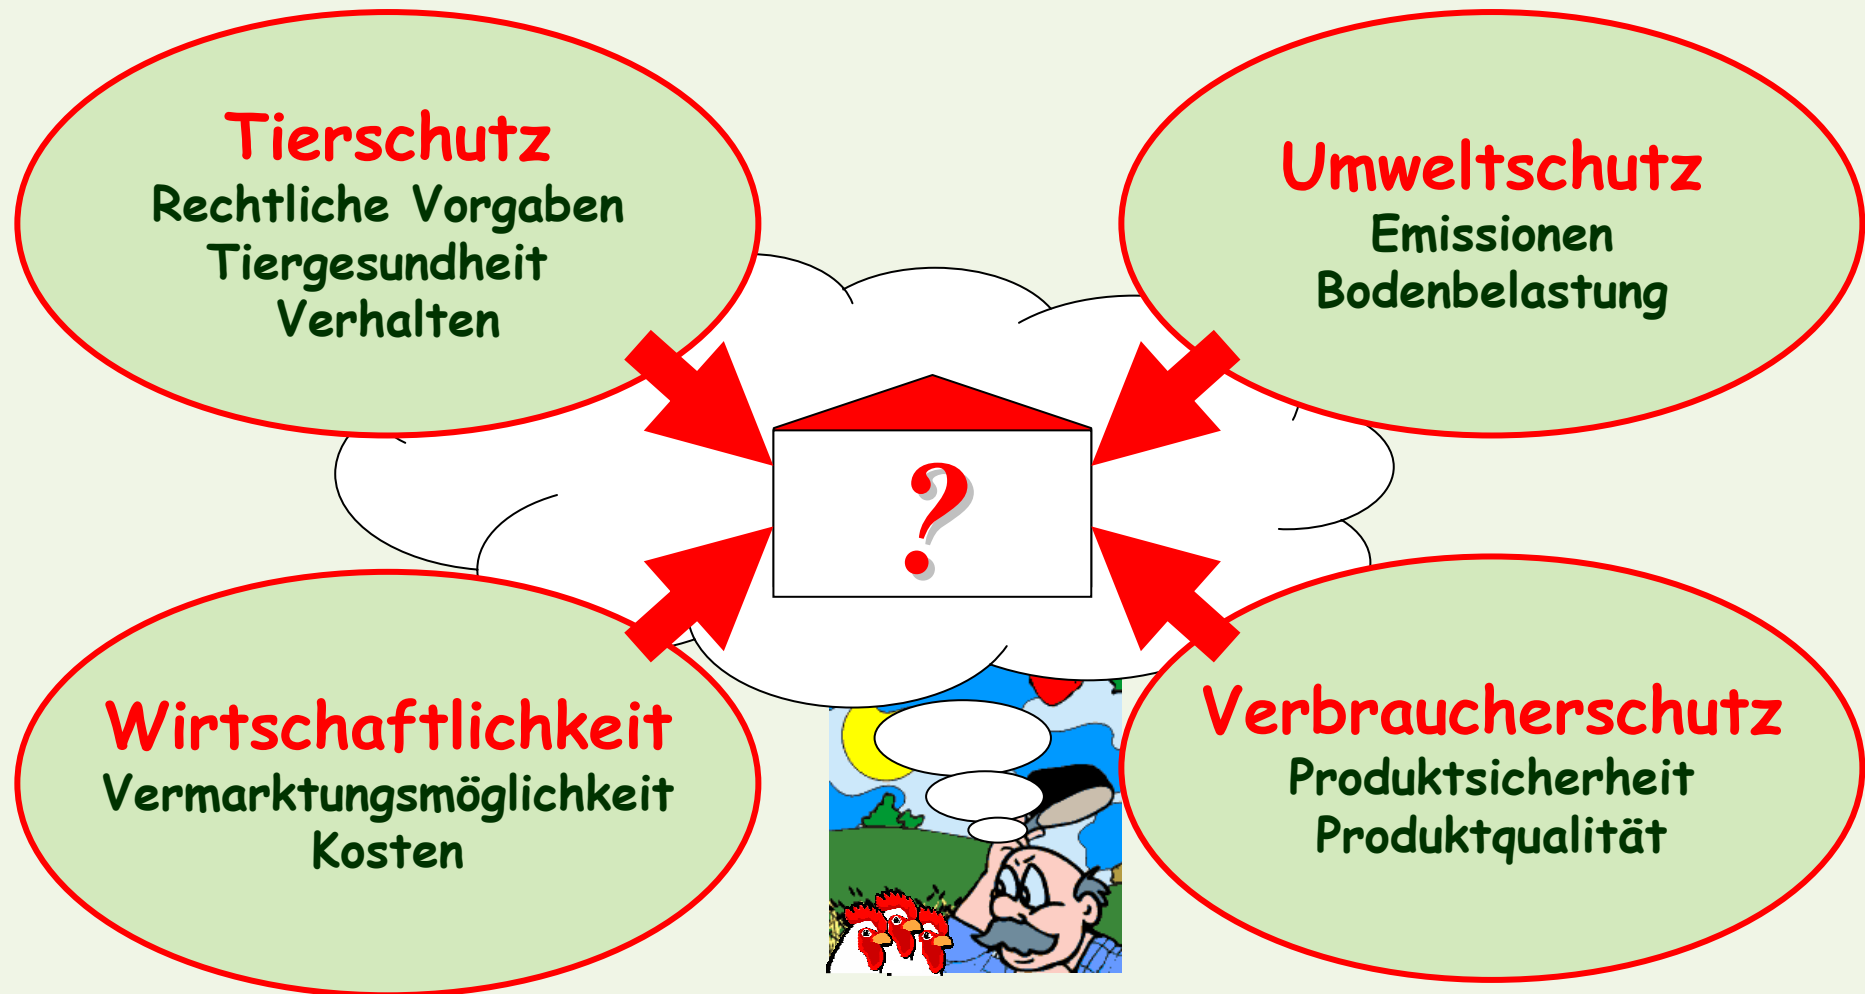 Tierschutz
Rechtliche Vorgaben
Tiergesundheit
Verhalten
Umweltschutz
Emissionen
Bodenbelastung
?
Wirtschaftlichkeit
Vermarktungsmöglichkeit
Kosten
Verbraucherschutz
Produktsicherheit
Produktqualität